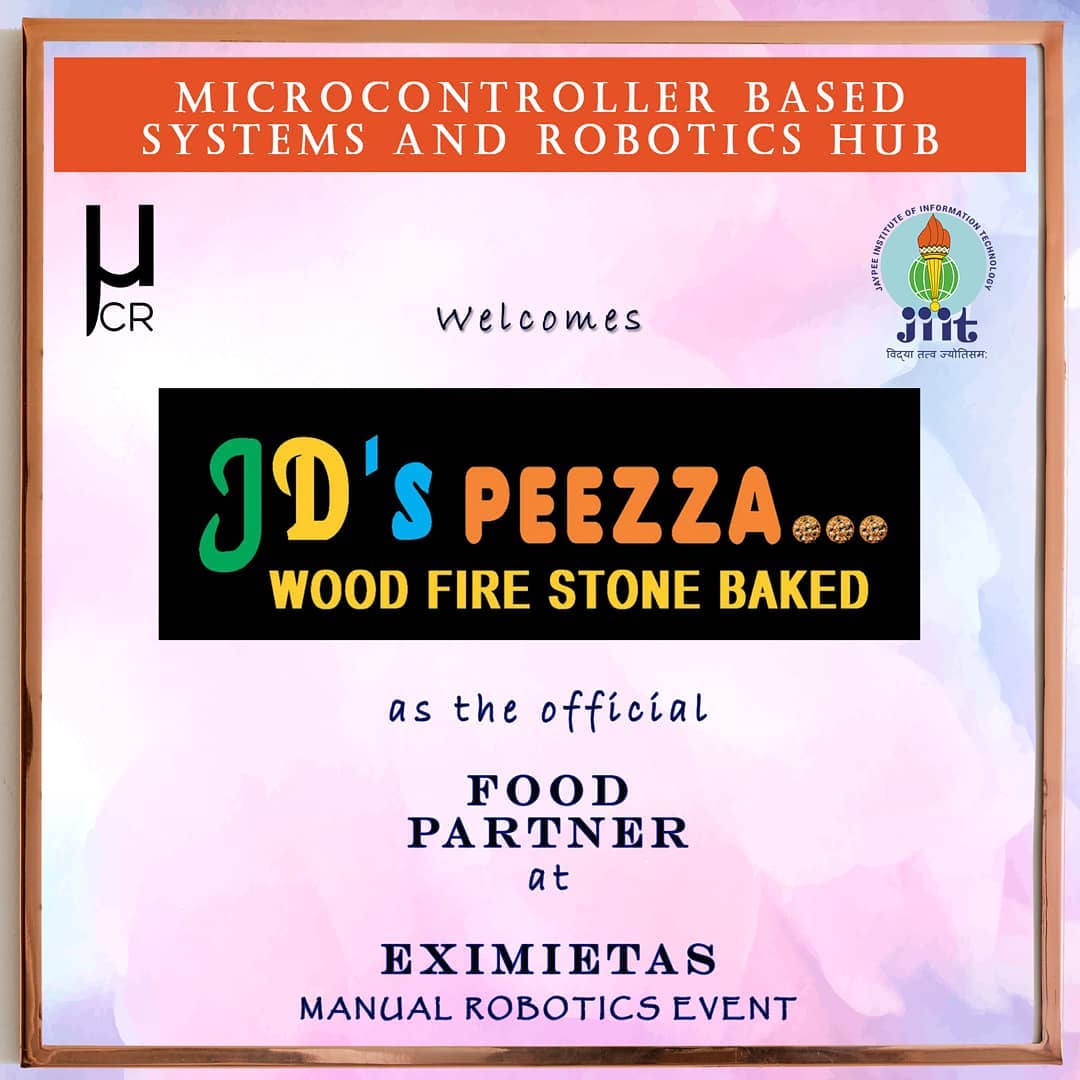 MICROCONTROLLER BASED
SYSTEMS AND ROBOTICS HUB
μ
CR
JAYPEE INSTITUTE OF INFORMATION TECHNOLOGY
jiit
विद्या तत्व ज्योतिसम:
Welcomes
JD's PEEZZA...
WOOD FIRE STONE BAKED
as the official
FOOD
PARTNER
at
EXIMIETAS
MANUAL ROBOTICS EVENT